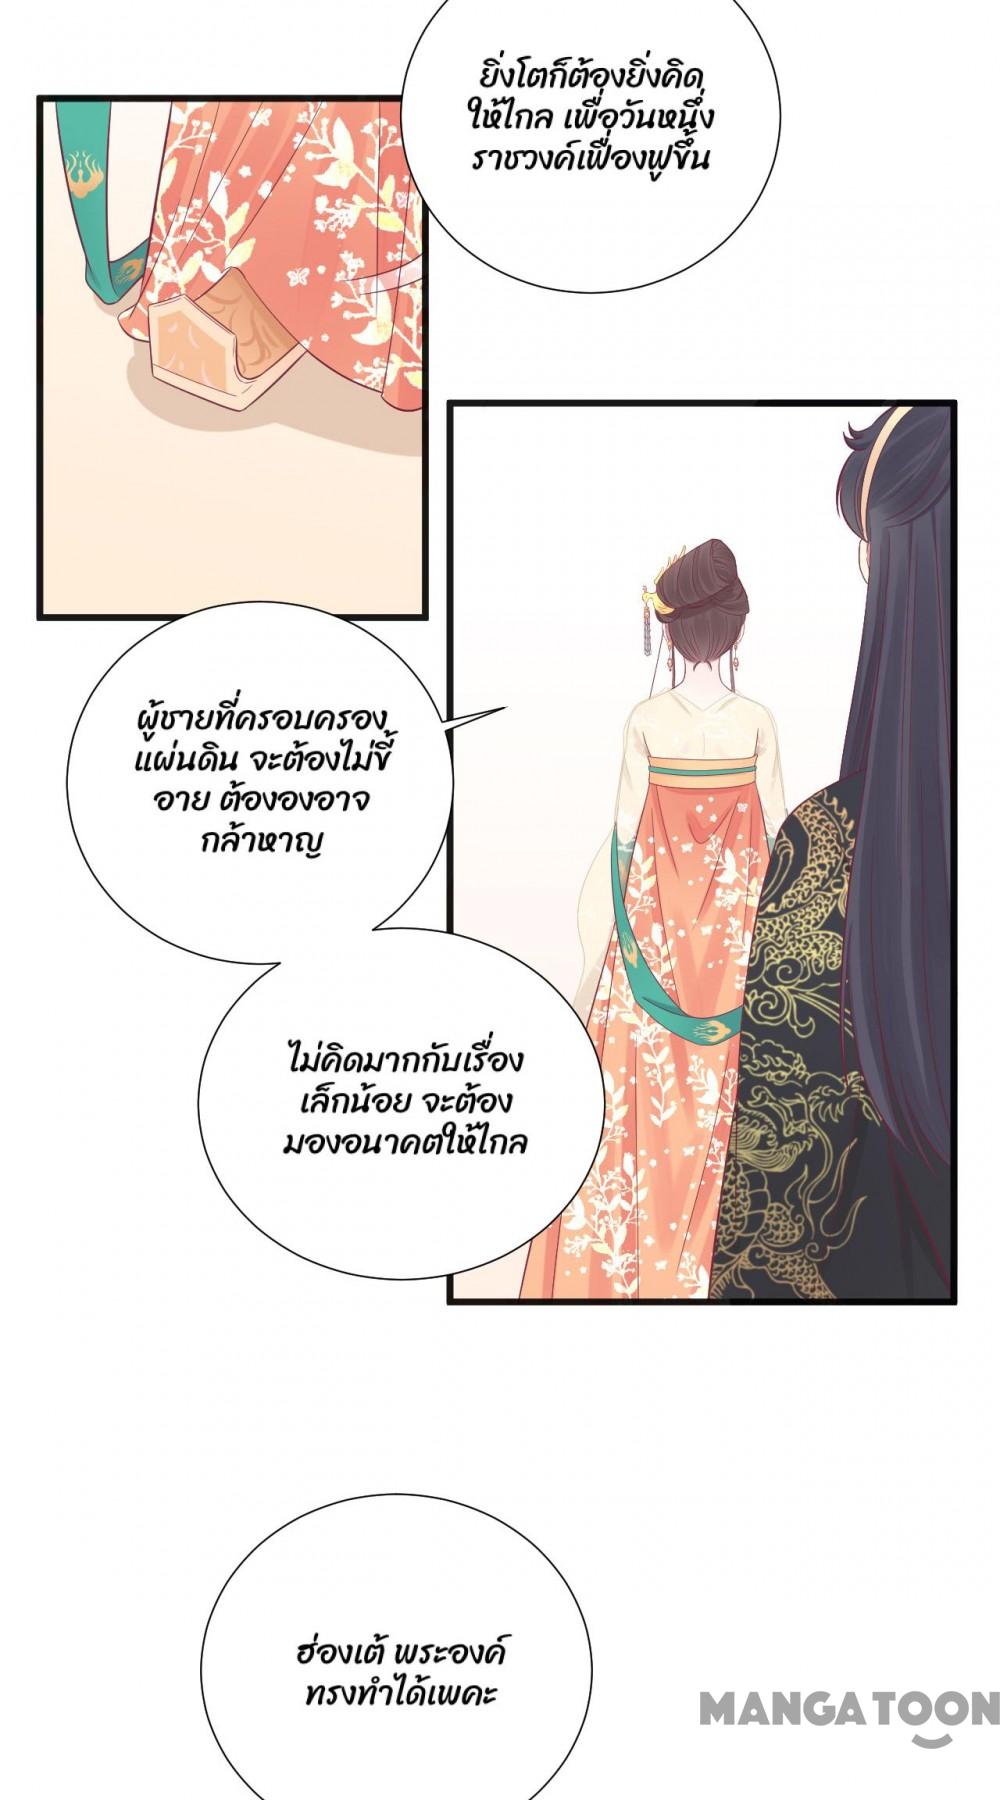 ยิ่งโตก็ต้องยิ่งคิด
ให้ไกล เพื่อวันหนึ่ง
ราชวงค์เฟื่องฟูขึ้น
ผู้ชายที่ครอบครอง
แผ่นดิน จะต้องไม่ขี้
อาย ต้ององอาจ
กล้าหาญ
ไม่คิดมากกับเรื่อง
เล็กน้อย จะต้อง
มองอนาคตให้ไกล
ฮ่องเต้ พระองค์
ทรงทำได้เพคะ
MANGATOON